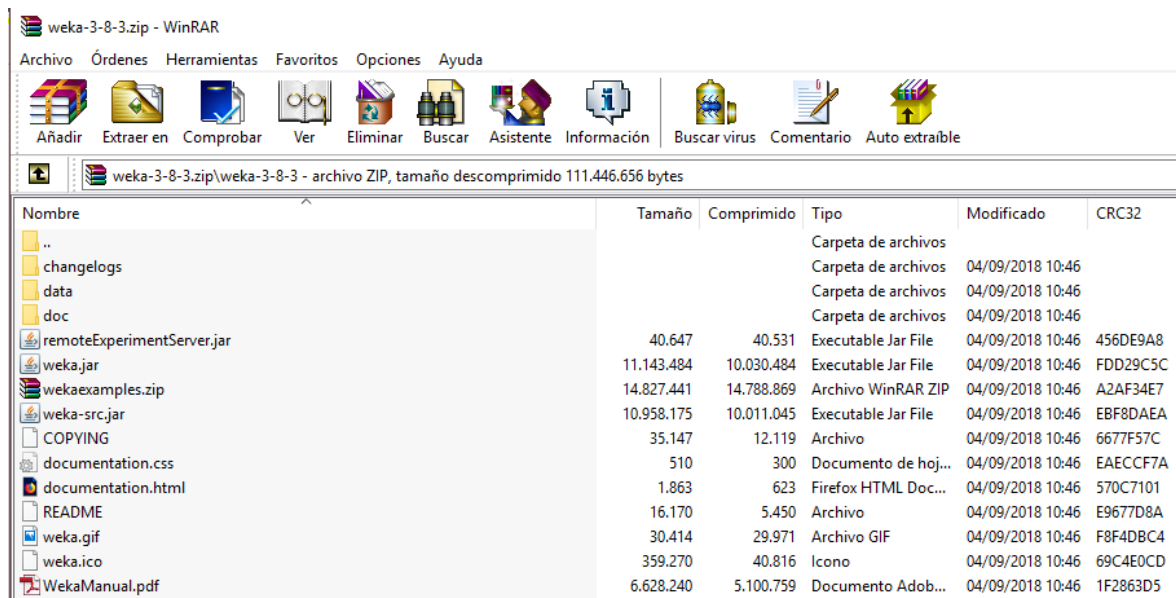 weka-3-8-3.zip - WinRAR
Archivo Órdenes Herramientas Favoritos Opciones Ayuda
Añadir Extraer en Comprobar Ver Eliminar Buscar Asistente Información Buscar virus Comentario Auto extraíble
weka-3-8-3.zip\weka-3-8-3 - archivo ZIP, tamaño descomprimido 111.446.656 bytes
Nombre Tamaño Comprimido Tipo Modificado CRC32
.. Carpeta de archivos
changelogs Carpeta de archivos 04/09/2018 10:46
data Carpeta de archivos 04/09/2018 10:46
doc Carpeta de archivos 04/09/2018 10:46
remoteExperimentServer.jar 40.647 40.531 Executable Jar File 04/09/2018 10:46 456DE9A8
weka.jar 11.143.484 10.030.484 Executable Jar File 04/09/2018 10:46 FDD29C5C
wekaexamples.zip 14.827.441 14.788.869 Archivo WinRAR ZIP 04/09/2018 10:46 A2AF34E7
weka-src.jar 10.958.175 10.011.045 Executable Jar File 04/09/2018 10:46 EBF8DAEA
COPYING 35.147 12.119 Archivo 04/09/2018 10:46 6677F57C
documentation.css 510 300 Documento de hoj... 04/09/2018 10:46 EAECCF7A
documentation.html 1.863 623 Firefox HTML Doc... 04/09/2018 10:46 570C7101
README 16.170 5.450 Archivo 04/09/2018 10:46 E9677D8A
weka.gif 30.414 29.971 Archivo GIF 04/09/2018 10:46 F8F4DBC4
weka.ico 359.270 40.816 Icono 04/09/2018 10:46 69C4E0CD
WekaManual.pdf 6.628.240 5.100.759 Documento Adob... 04/09/2018 10:46 1F2863D5